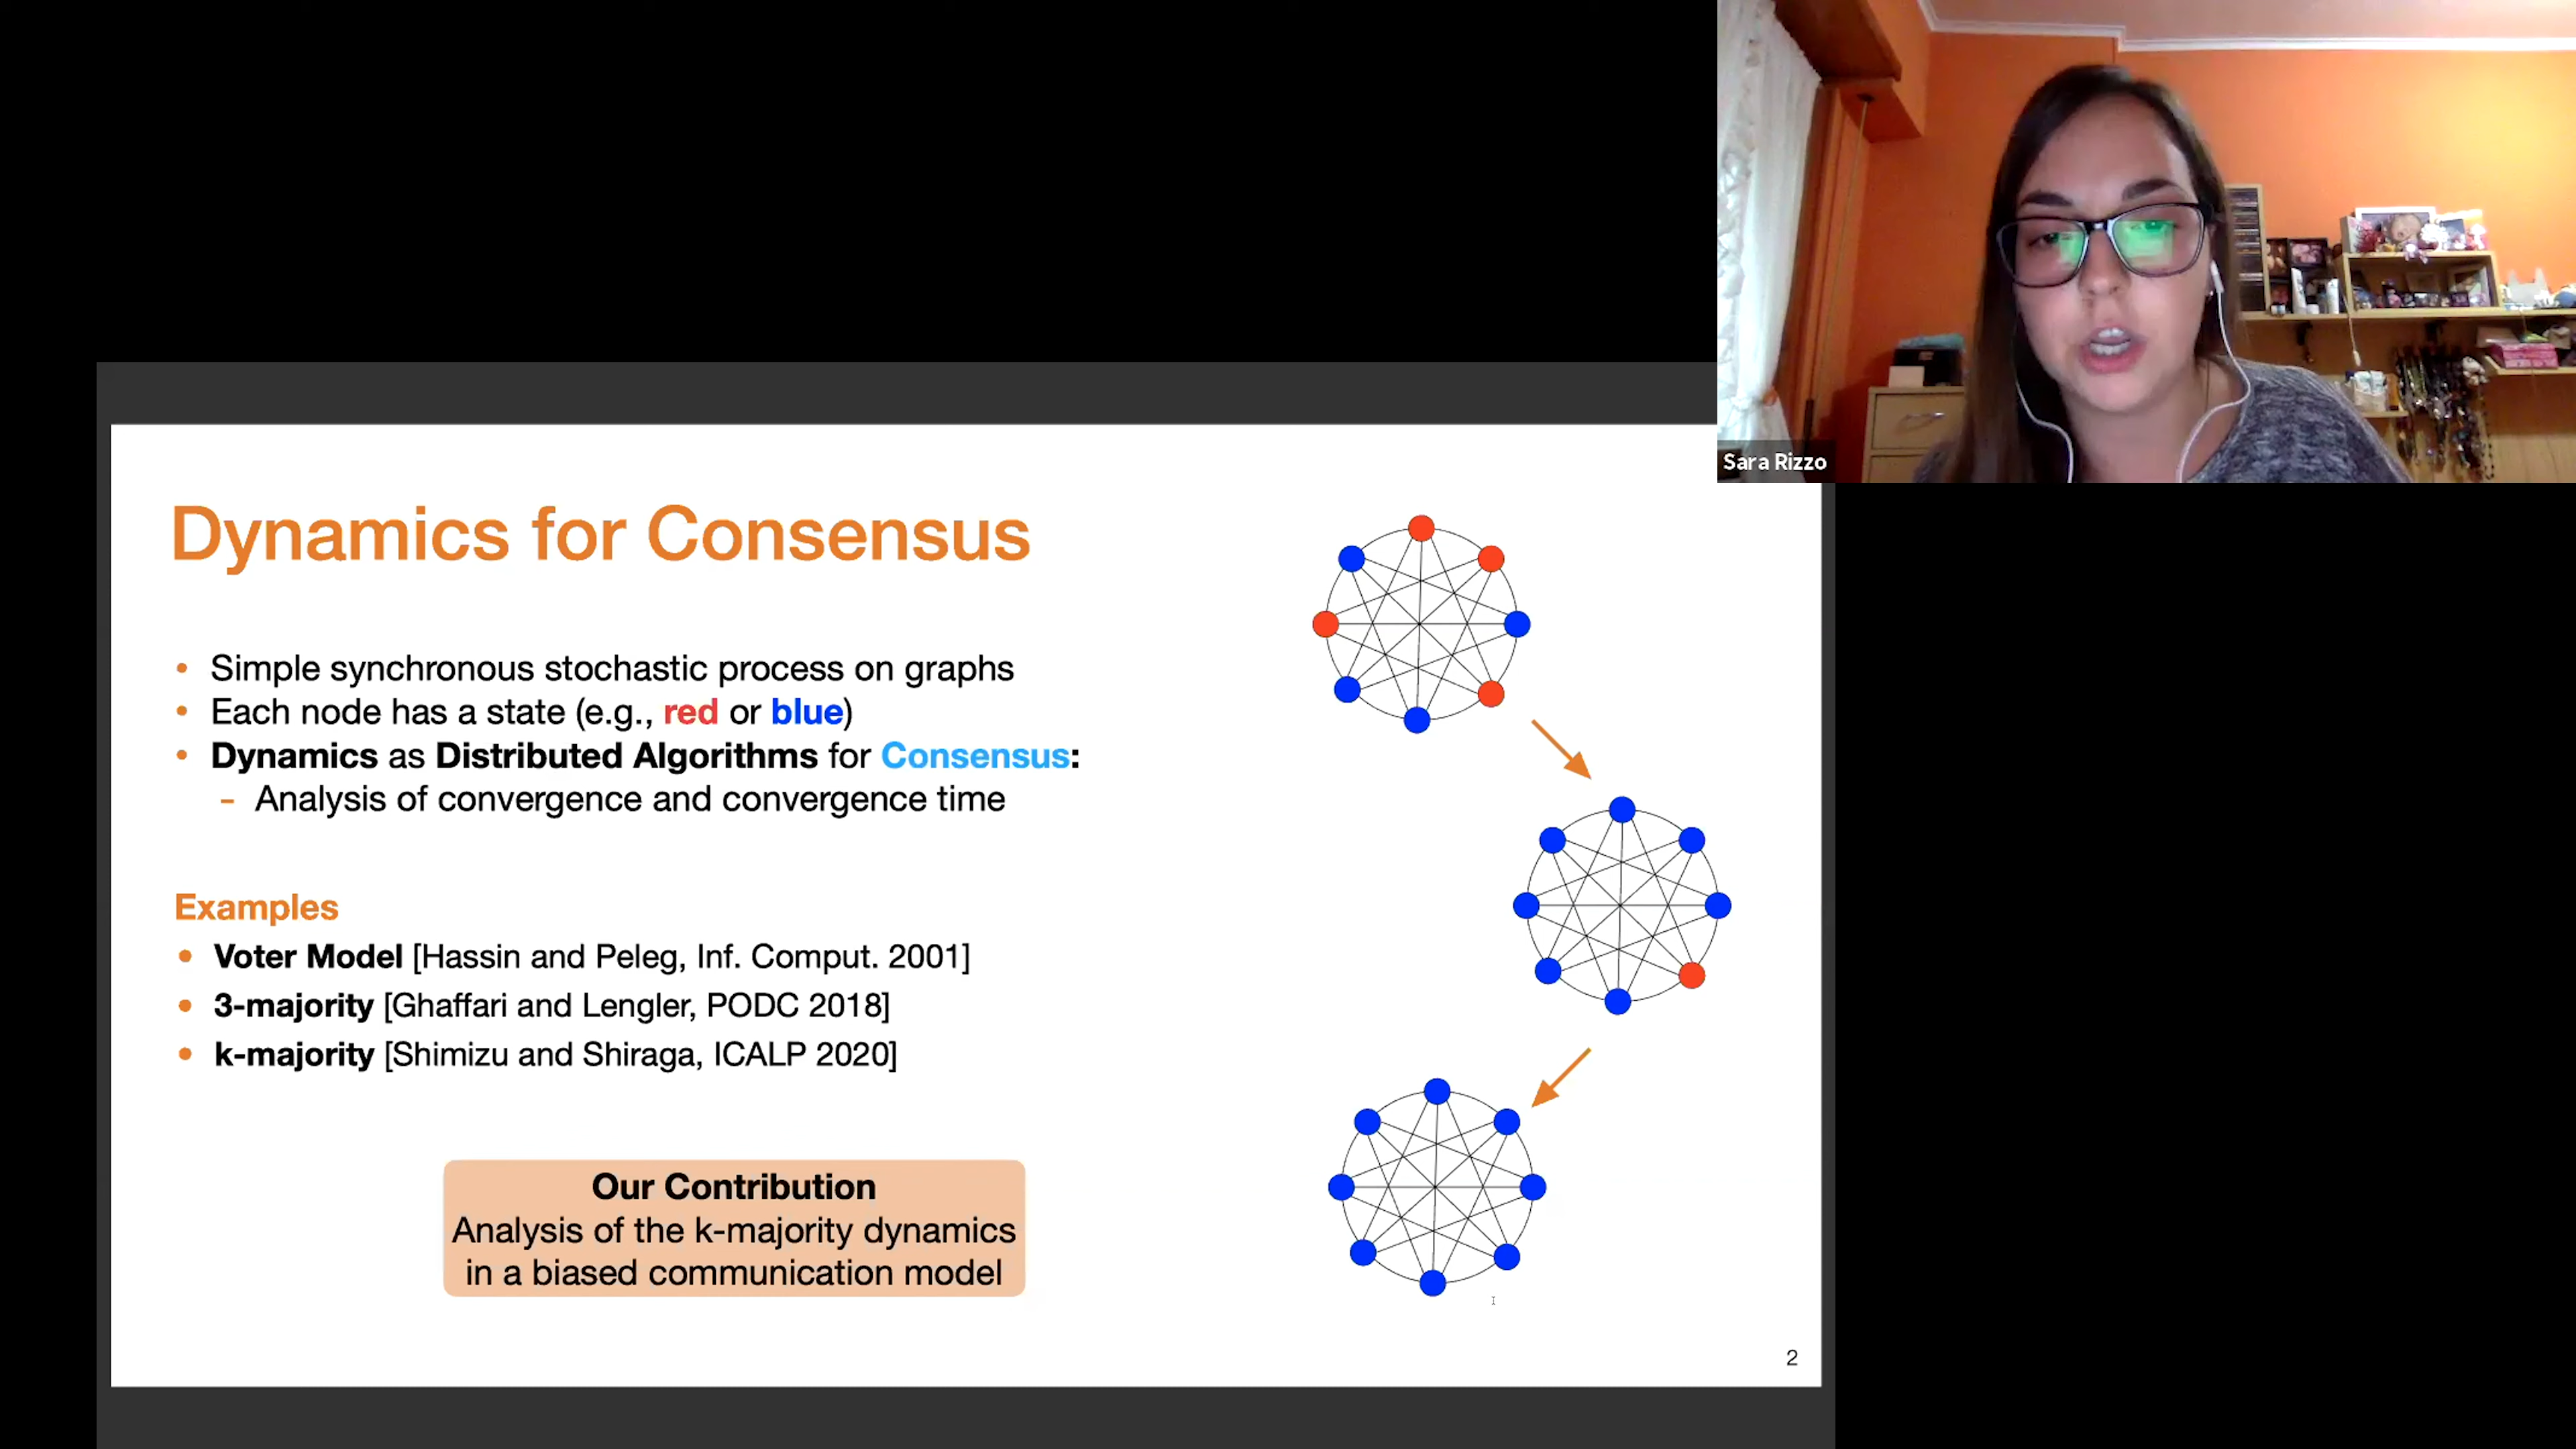 Sara Rizzo
Dynamics for Consensus
• Simple synchronous stochastic process on graphs
• Each node has a state (e.g., red or blue)
• Dynamics as Distributed Algorithms for Consensus:
– Analysis of convergence and convergence time
Examples
• Voter Model [Hassin and Peleg, Inf. Comput. 2001]
• 3-majority [Ghaffari and Lengler, PODC 2018]
• k-majority [Shimizu and Shiraga, ICALP 2020]
Our Contribution
Analysis of the k-majority dynamics
in a biased communication model
2